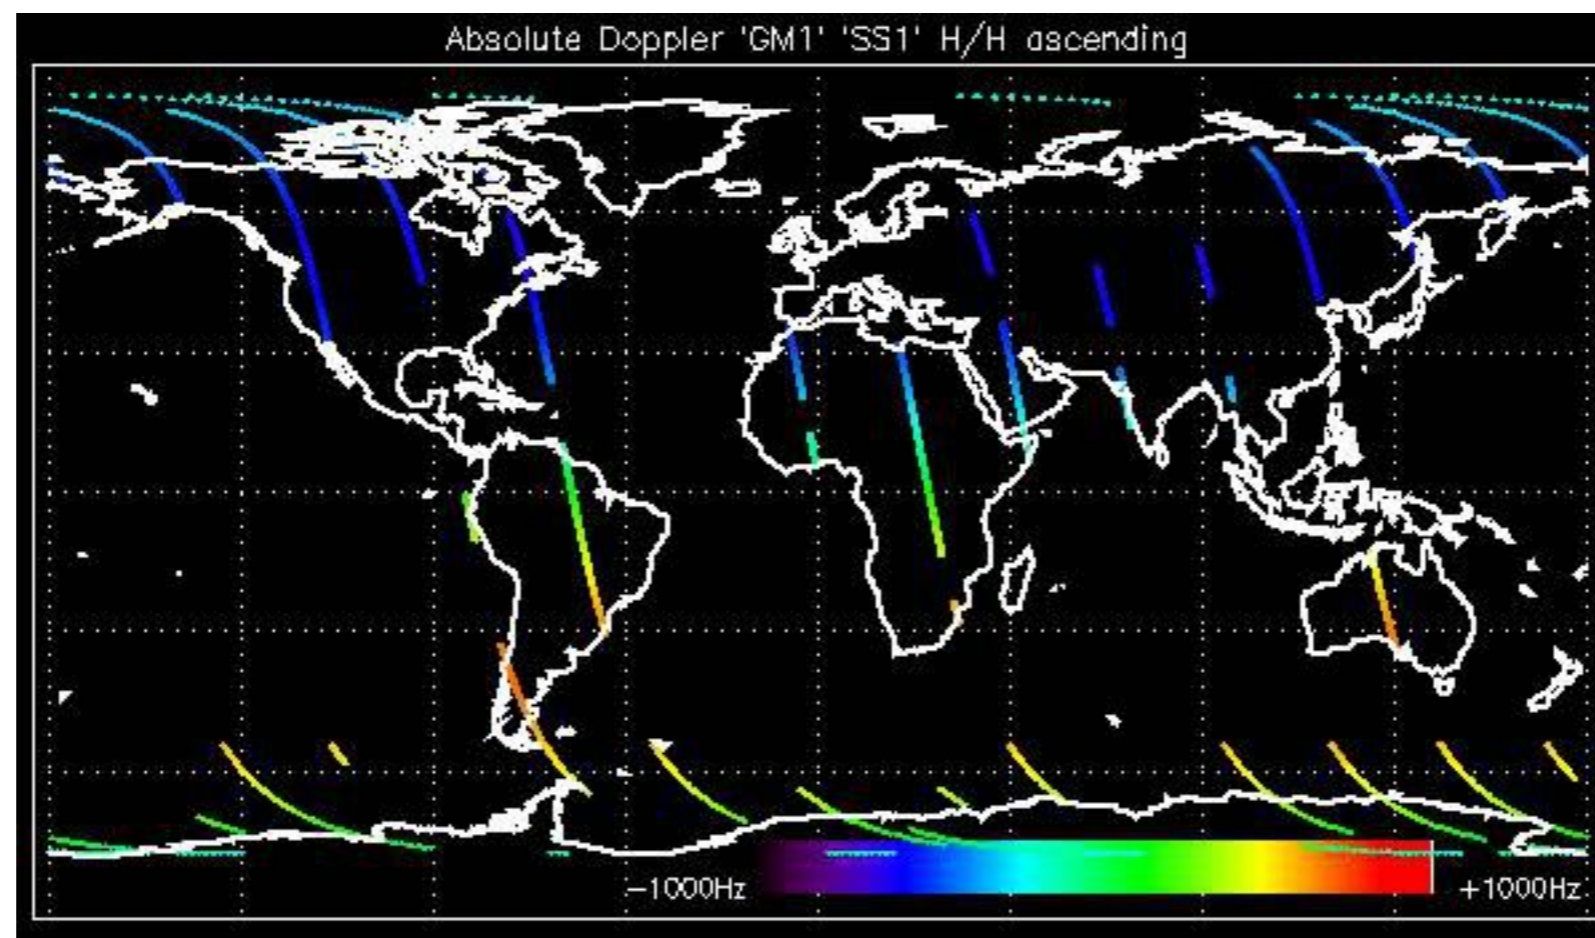 Absolute Doppler 'GM1' 'SS1' H/H ascending
−1000Hz
+1000Hz